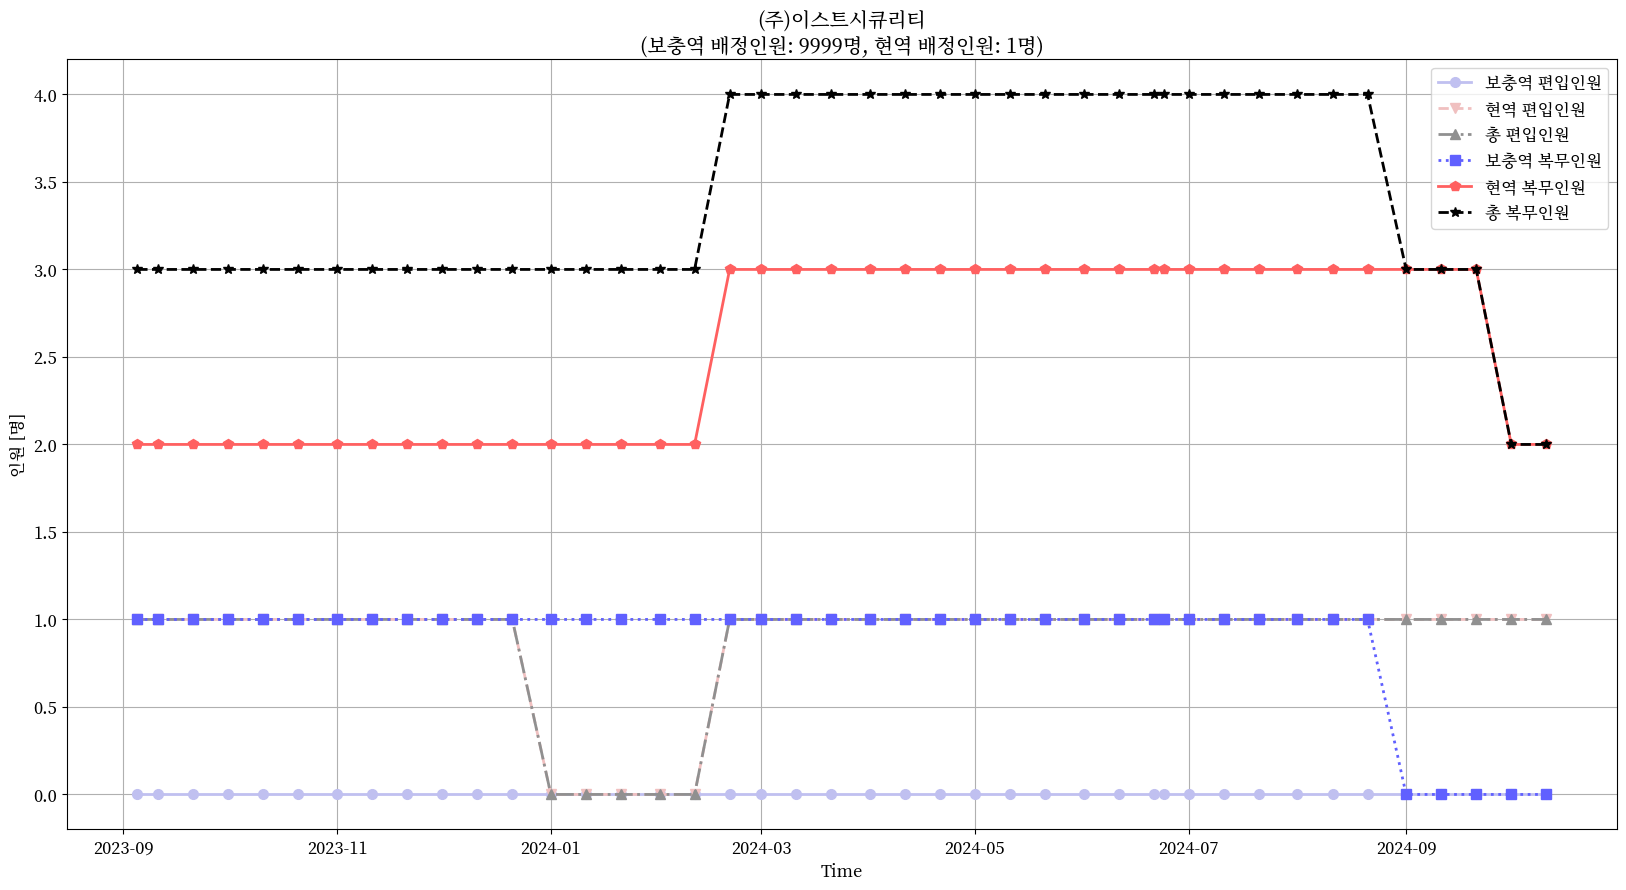 (주)이스트시큐리티
(보충역 배정인원: 9999명, 현역 배정인원: 1명)
보충역 편입인원
현역 편입인원
총 편입인원
보충역 복무인원
현역 복무인원
총 복무인원
인원 [명]
4.0
3.5
3.0
2.5
2.0
1.5
1.0
0.5
0.0
2023-09
2023-11
2024-01
2024-03
2024-05
2024-07
2024-09
Time